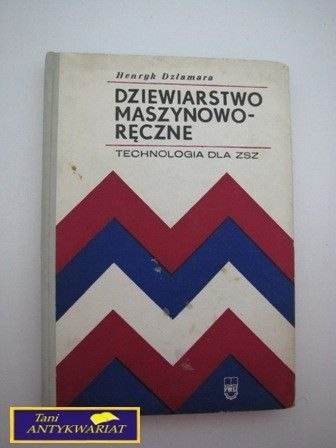 Henryk Dziamara
DZIEWIARSTWO
MASZYNOWO-
RĘCZNE
TECHNOLOGIA DLA ZSZ
Tani
ANTYKWARIAT